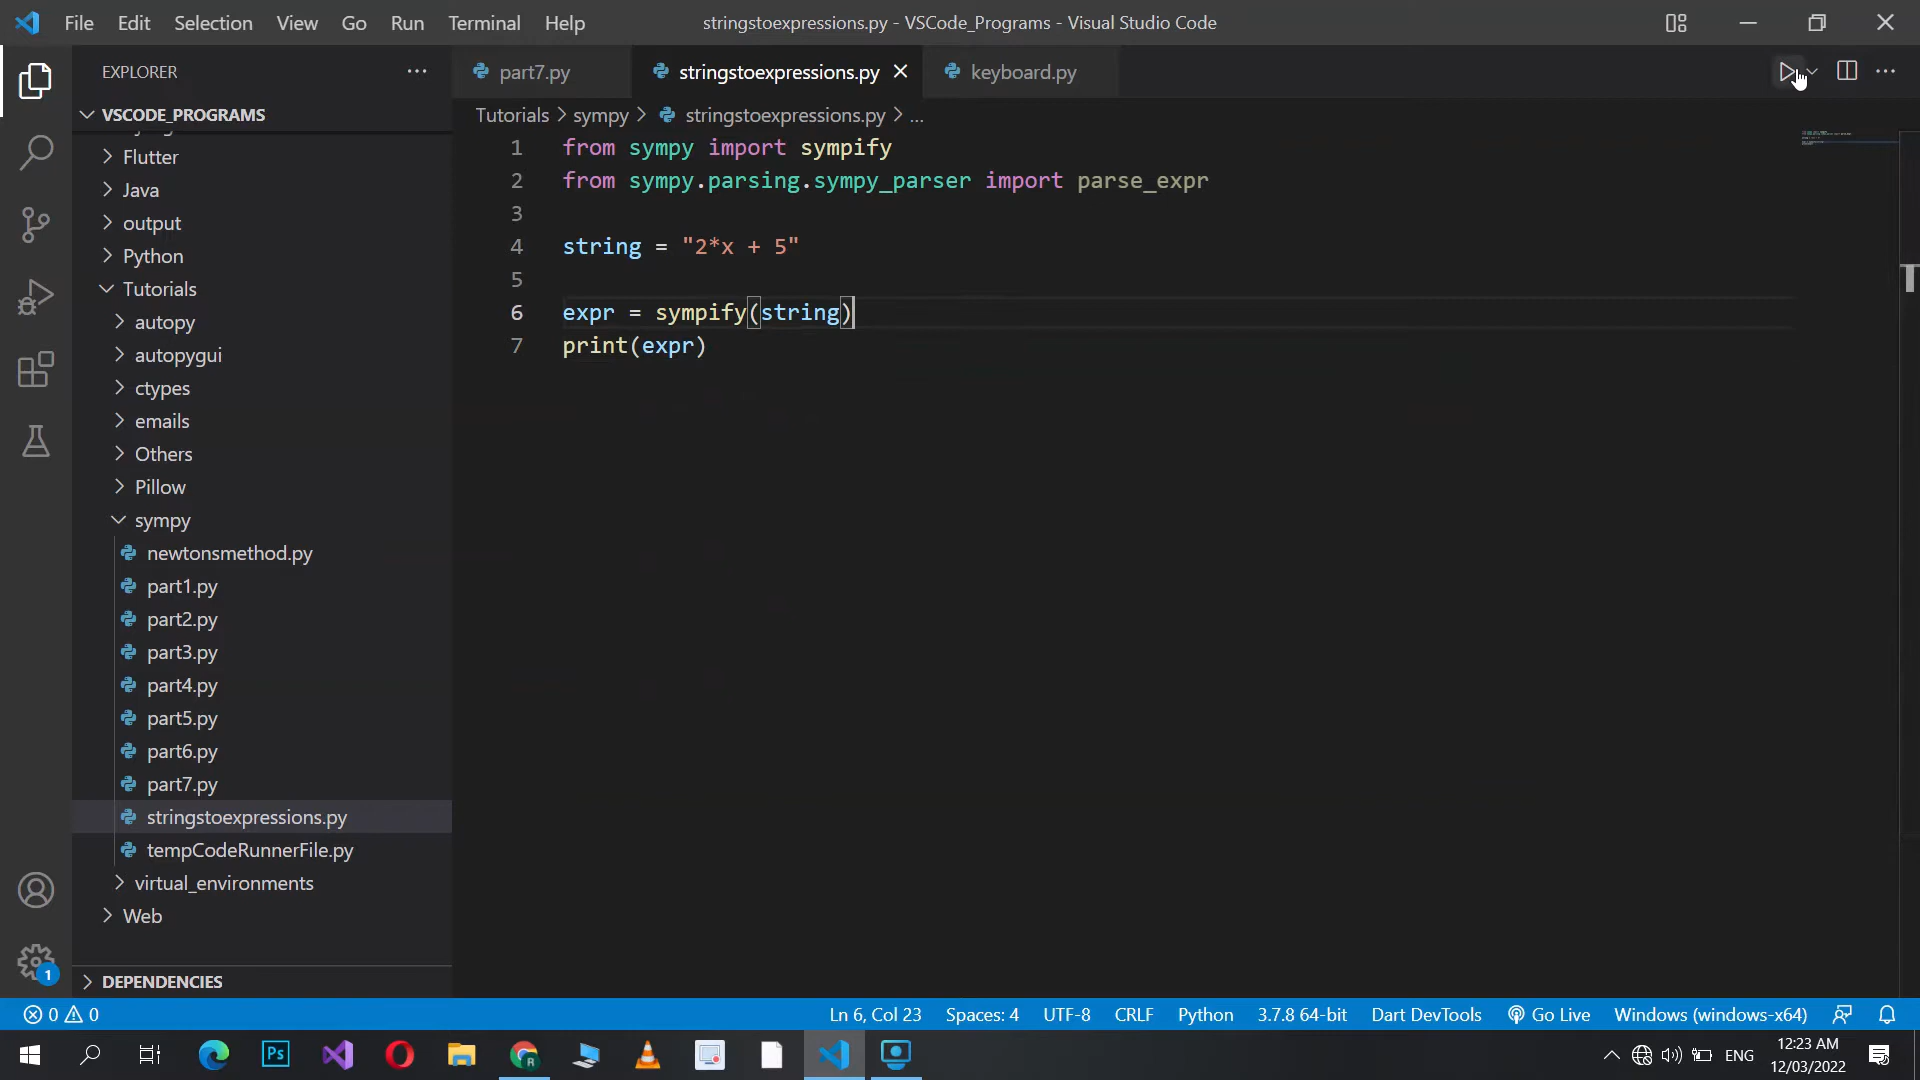 File Edit Selection View Go Run Terminal Help stringstoexpressions.py - VSCode_Programs - Visual Studio Code
EXPLORER
VSCODE_PROGRAMS
Flutter
Java
output
Python
Tutorials
autopy
autopygui
ctypes
emails
Others
Pillow
sympy
newtonsmethod.py
part1.py
part2.py
part3.py
part4.py
part5.py
part6.py
part7.py
stringstoexpressions.py
tempCodeRunnerFile.py
virtual_environments
Web
DEPENDENCIES
1
part7.py stringstoexpressions.py keyboard.py
Tutorials > sympy > stringstoexpressions.py > ...
1 from sympy import sympify
2 from sympy.parsing.sympy_parser import parse_expr
3
4 string = "2*x + 5"
5
6 expr = sympify(string)
7 print(expr)
T
0 0 Ln 6, Col 23 Spaces: 4 UTF-8 CRLF Python 3.7.8 64-bit Dart DevTools Go Live Windows (windows-x64)
Ps R ENG 12:23 AM
12/03/2022